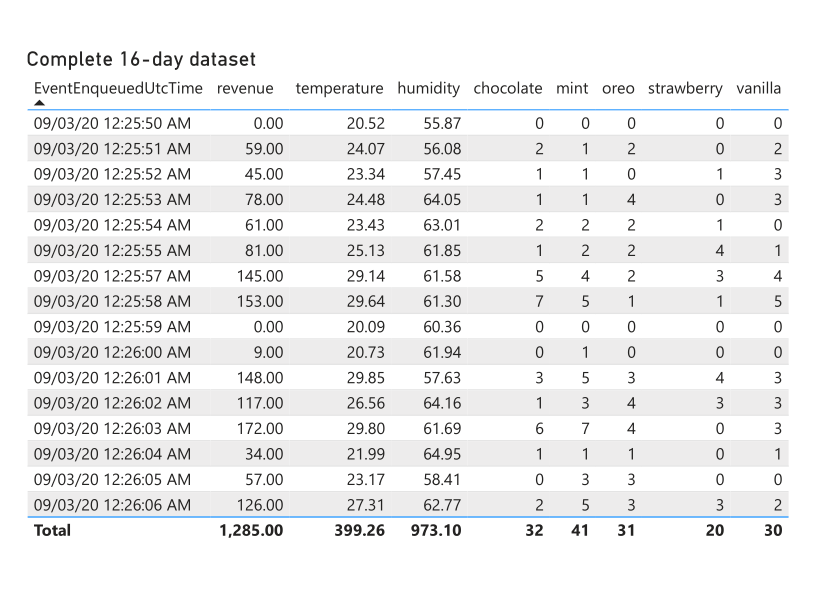 Complete 16-day dataset
EventEnqueuedUtcTime revenue temperature humidity chocolate mint oreo strawberry vanilla
09/03/20 12:25:50 AM 0.00 20.52 55.87 0 0 0 0 0
09/03/20 12:25:51 AM 59.00 24.07 56.08 2 1 2 0 2
09/03/20 12:25:52 AM 45.00 23.34 57.45 1 1 0 1 3
09/03/20 12:25:53 AM 78.00 24.48 64.05 1 1 4 0 3
09/03/20 12:25:54 AM 61.00 23.43 63.01 2 2 2 1 0
09/03/20 12:25:55 AM 81.00 25.13 61.85 1 2 2 4 1
09/03/20 12:25:57 AM 145.00 29.14 61.58 5 4 2 3 4
09/03/20 12:25:58 AM 153.00 29.64 61.30 7 5 1 1 5
09/03/20 12:25:59 AM 0.00 20.09 60.36 0 0 0 0 0
09/03/20 12:26:00 AM 9.00 20.73 61.94 0 1 0 0 0
09/03/20 12:26:01 AM 148.00 29.85 57.63 3 5 3 4 3
09/03/20 12:26:02 AM 117.00 26.56 64.16 1 3 4 3 3
09/03/20 12:26:03 AM 172.00 29.80 61.69 6 7 4 0 3
09/03/20 12:26:04 AM 34.00 21.99 64.95 1 1 1 0 1
09/03/20 12:26:05 AM 57.00 23.17 58.41 0 3 3 0 0
09/03/20 12:26:06 AM 126.00 27.31 62.77 2 5 3 3 2
Total 1,285.00 399.26 973.10 32 41 31 20 30